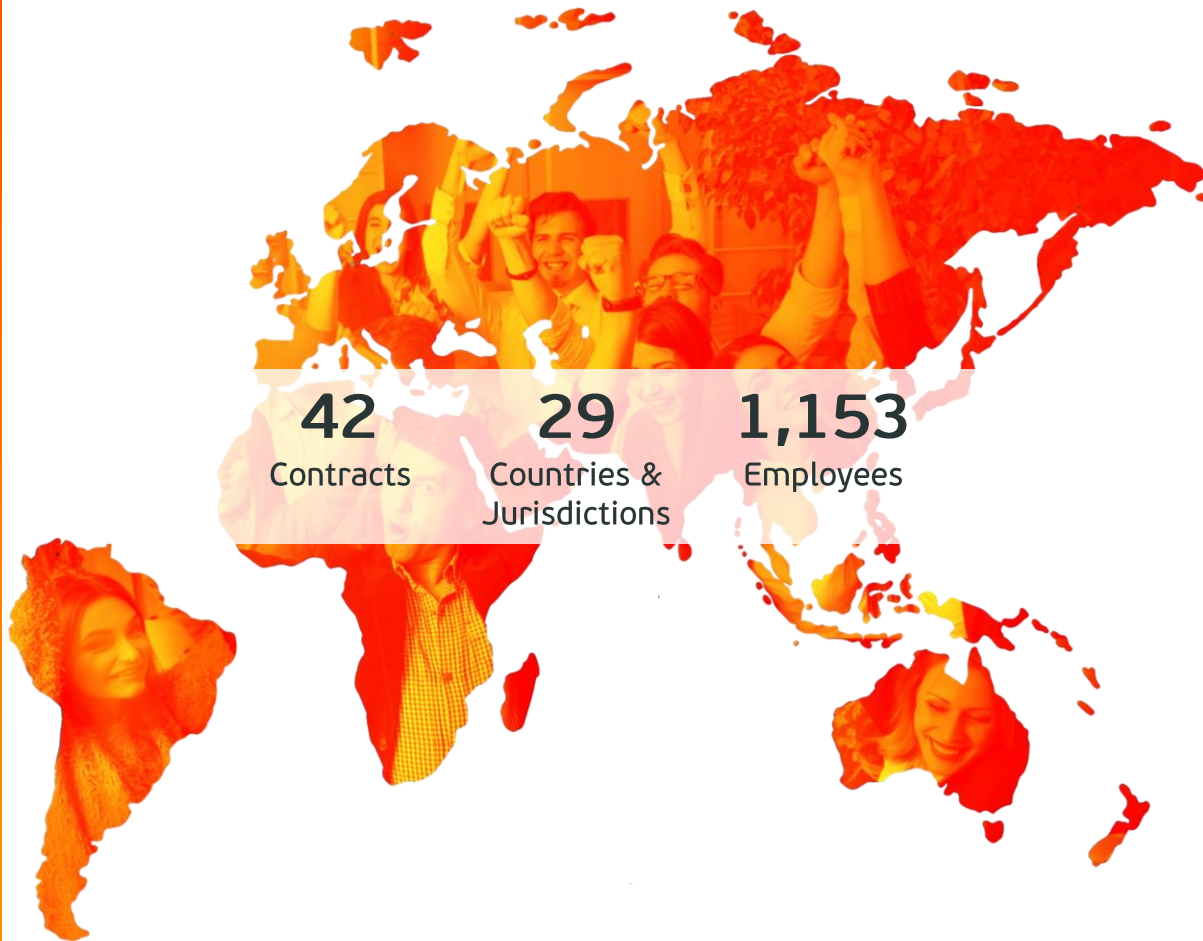 42
Contracts
29
Countries &
Jurisdictions
1,153
Employees